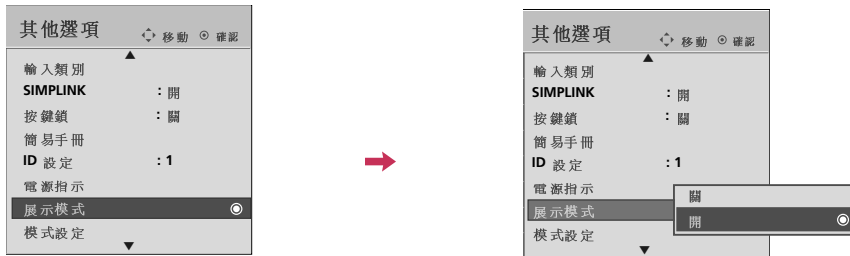 其他選項 移動 確認
輸入類別
SIMPLINK : 開
按鍵鎖 : 關
簡易手冊
ID 設定 : 1
電源指示
展示模式
模式設定
其他選項 移動 確認
輸入類別
SIMPLINK : 開
按鍵鎖 : 關
簡易手冊
ID 設定 : 1
電源指示
展示模式
模式設定
關
開